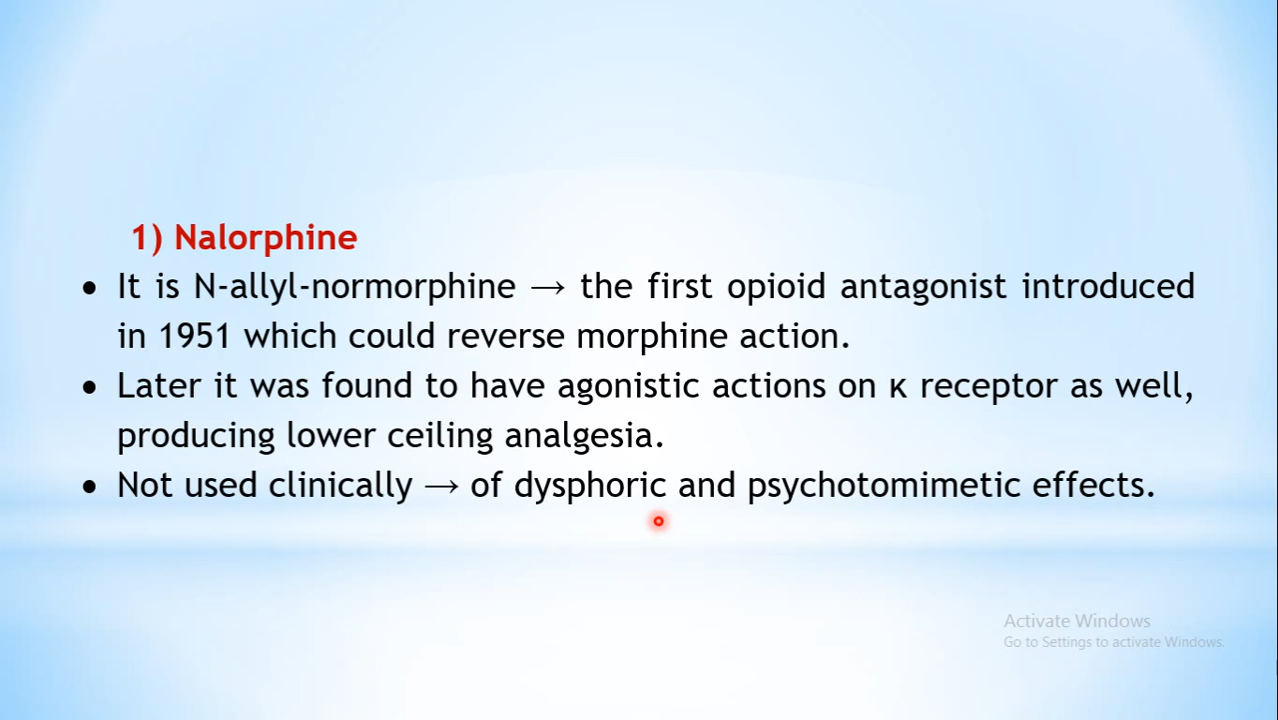 1) Nalorphine
• It is N-allyl-normorphine → the first opioid antagonist introduced
in 1951 which could reverse morphine action.
• Later it was found to have agonistic actions on κ receptor as well,
producing lower ceiling analgesia.
• Not used clinically → of dysphoric and psychotomimetic effects.
Activate Windows
Go to Settings to activate Windows.